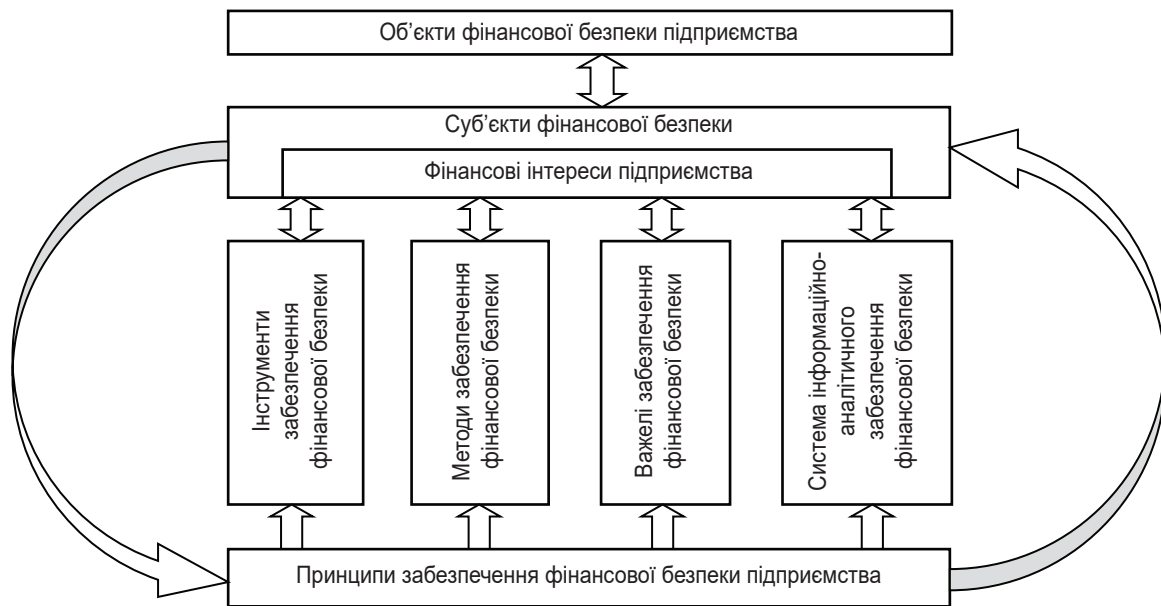 Об’єкти фінансової безпеки підприємства
Суб’єкти фінансової безпеки
Фінансові інтереси підприємства
Інструменти
забезпечення
фінансової безпеки
Методи забезпечення
фінансової безпеки
Важелі забезпечення
фінансової безпеки
Система інформаційно-
аналітичного
забезпечення
фінансової безпеки
Принципи забезпечення фінансової безпеки підприємства